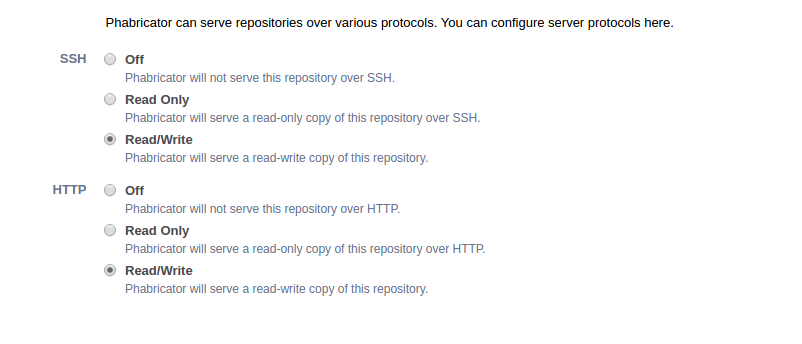 Phabricator can serve repositories over various protocols. You can configure server protocols here.
SSH Off
Phabricator will not serve this repository over SSH.
Read Only
Phabricator will serve a read-only copy of this repository over SSH.
Read/Write
Phabricator will serve a read-write copy of this repository.
HTTP Off
Phabricator will not serve this repository over HTTP.
Read Only
Phabricator will serve a read-only copy of this repository over HTTP.
Read/Write
Phabricator will serve a read-write copy of this repository.